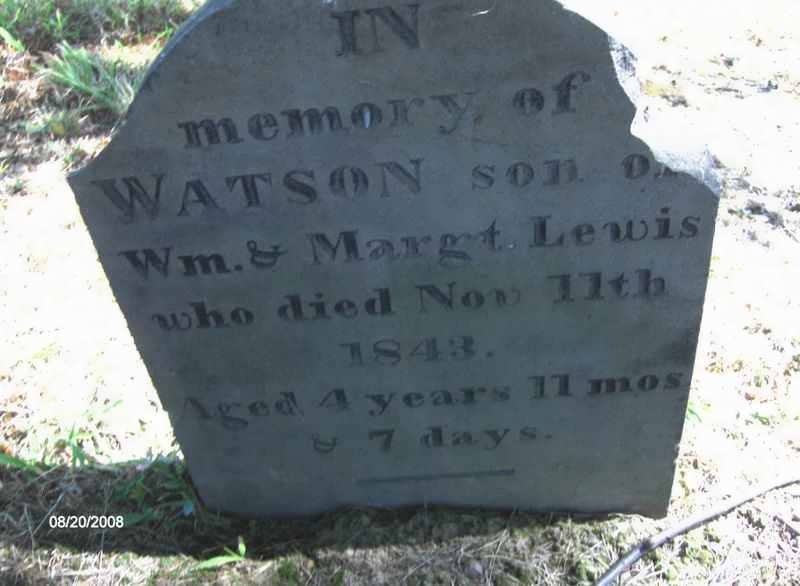 IN
memory of
WATSON son of
Wm. & Margt. Lewis
who died Nov 11th
1843.
Aged 4 years 11 mos
& 7 days.
08/20/2008